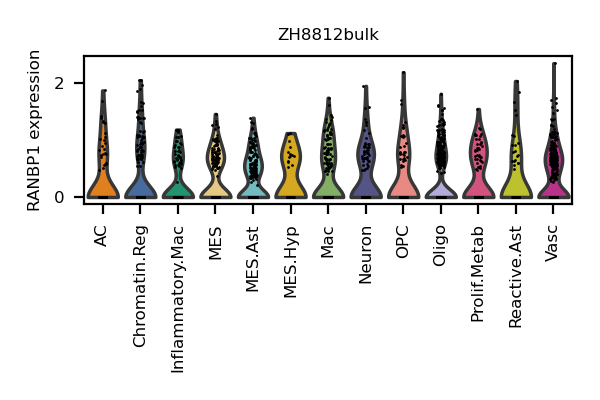 ZH8812bulk
RANBP1 expression
2
0
AC
Chromatin.Reg
Inflammatory.Mac
MES
MES.Ast
MES.Hyp
Mac
Neuron
OPC
Oligo
Prolif.Metab
Reactive.Ast
Vasc